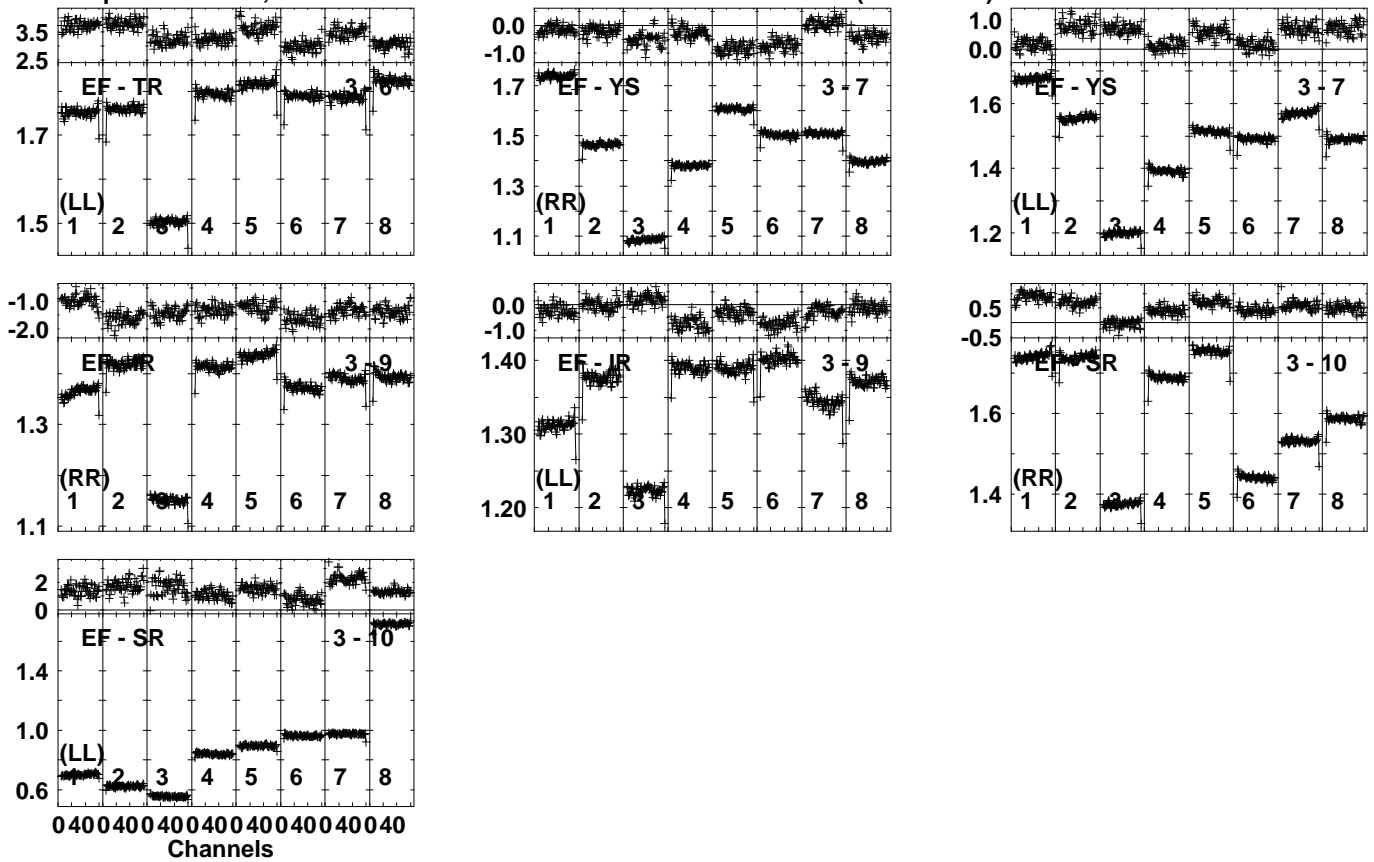 3.5
2.5
EF - TR 3 - 6
1.7
1.5
(LL)
1 2 3 4 5 6 7 8
0.0
-1.0
1.7
EF - YS 3 - 7
1.5
1.3
1.1
(RR)
1 2 3 4 5 6 7 8
1.0
0.0
EF - YS 3 - 7
1.6
1.4
1.2
(LL)
1 2 3 4 5 6 7 8
-1.0
-2.0
EF - IR 3 - 9
1.3
1.1
(RR)
1 2 3 4 5 6 7 8
0.0
-1.0
1.40
EF - IR 3 - 9
1.30
1.20
(LL)
1 2 3 4 5 6 7 8
0.5
-0.5
EF - SR 3 - 10
1.6
1.4
(RR)
1 2 3 4 5 6 7 8
2
0
EF - SR 3 - 10
1.4
1.0
0.6
(LL)
1 2 3 4 5 6 7 8
0 40 0 40 0 40 0 40 0 40 0 40 0 40 0 40
Channels